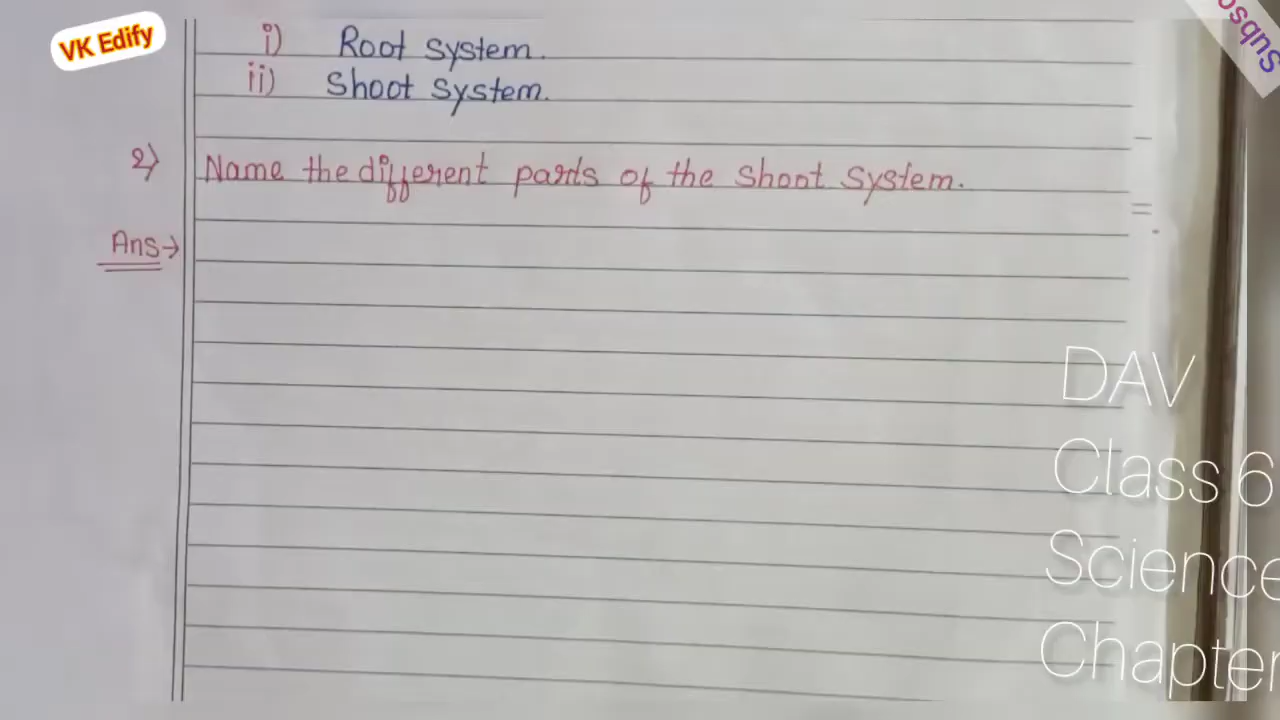 VK Edify
i) Root system.
ii) Shoot system.
2) Name the different parts of the shoot system.
Ans→
DAV
Class 6
Science
Chapter